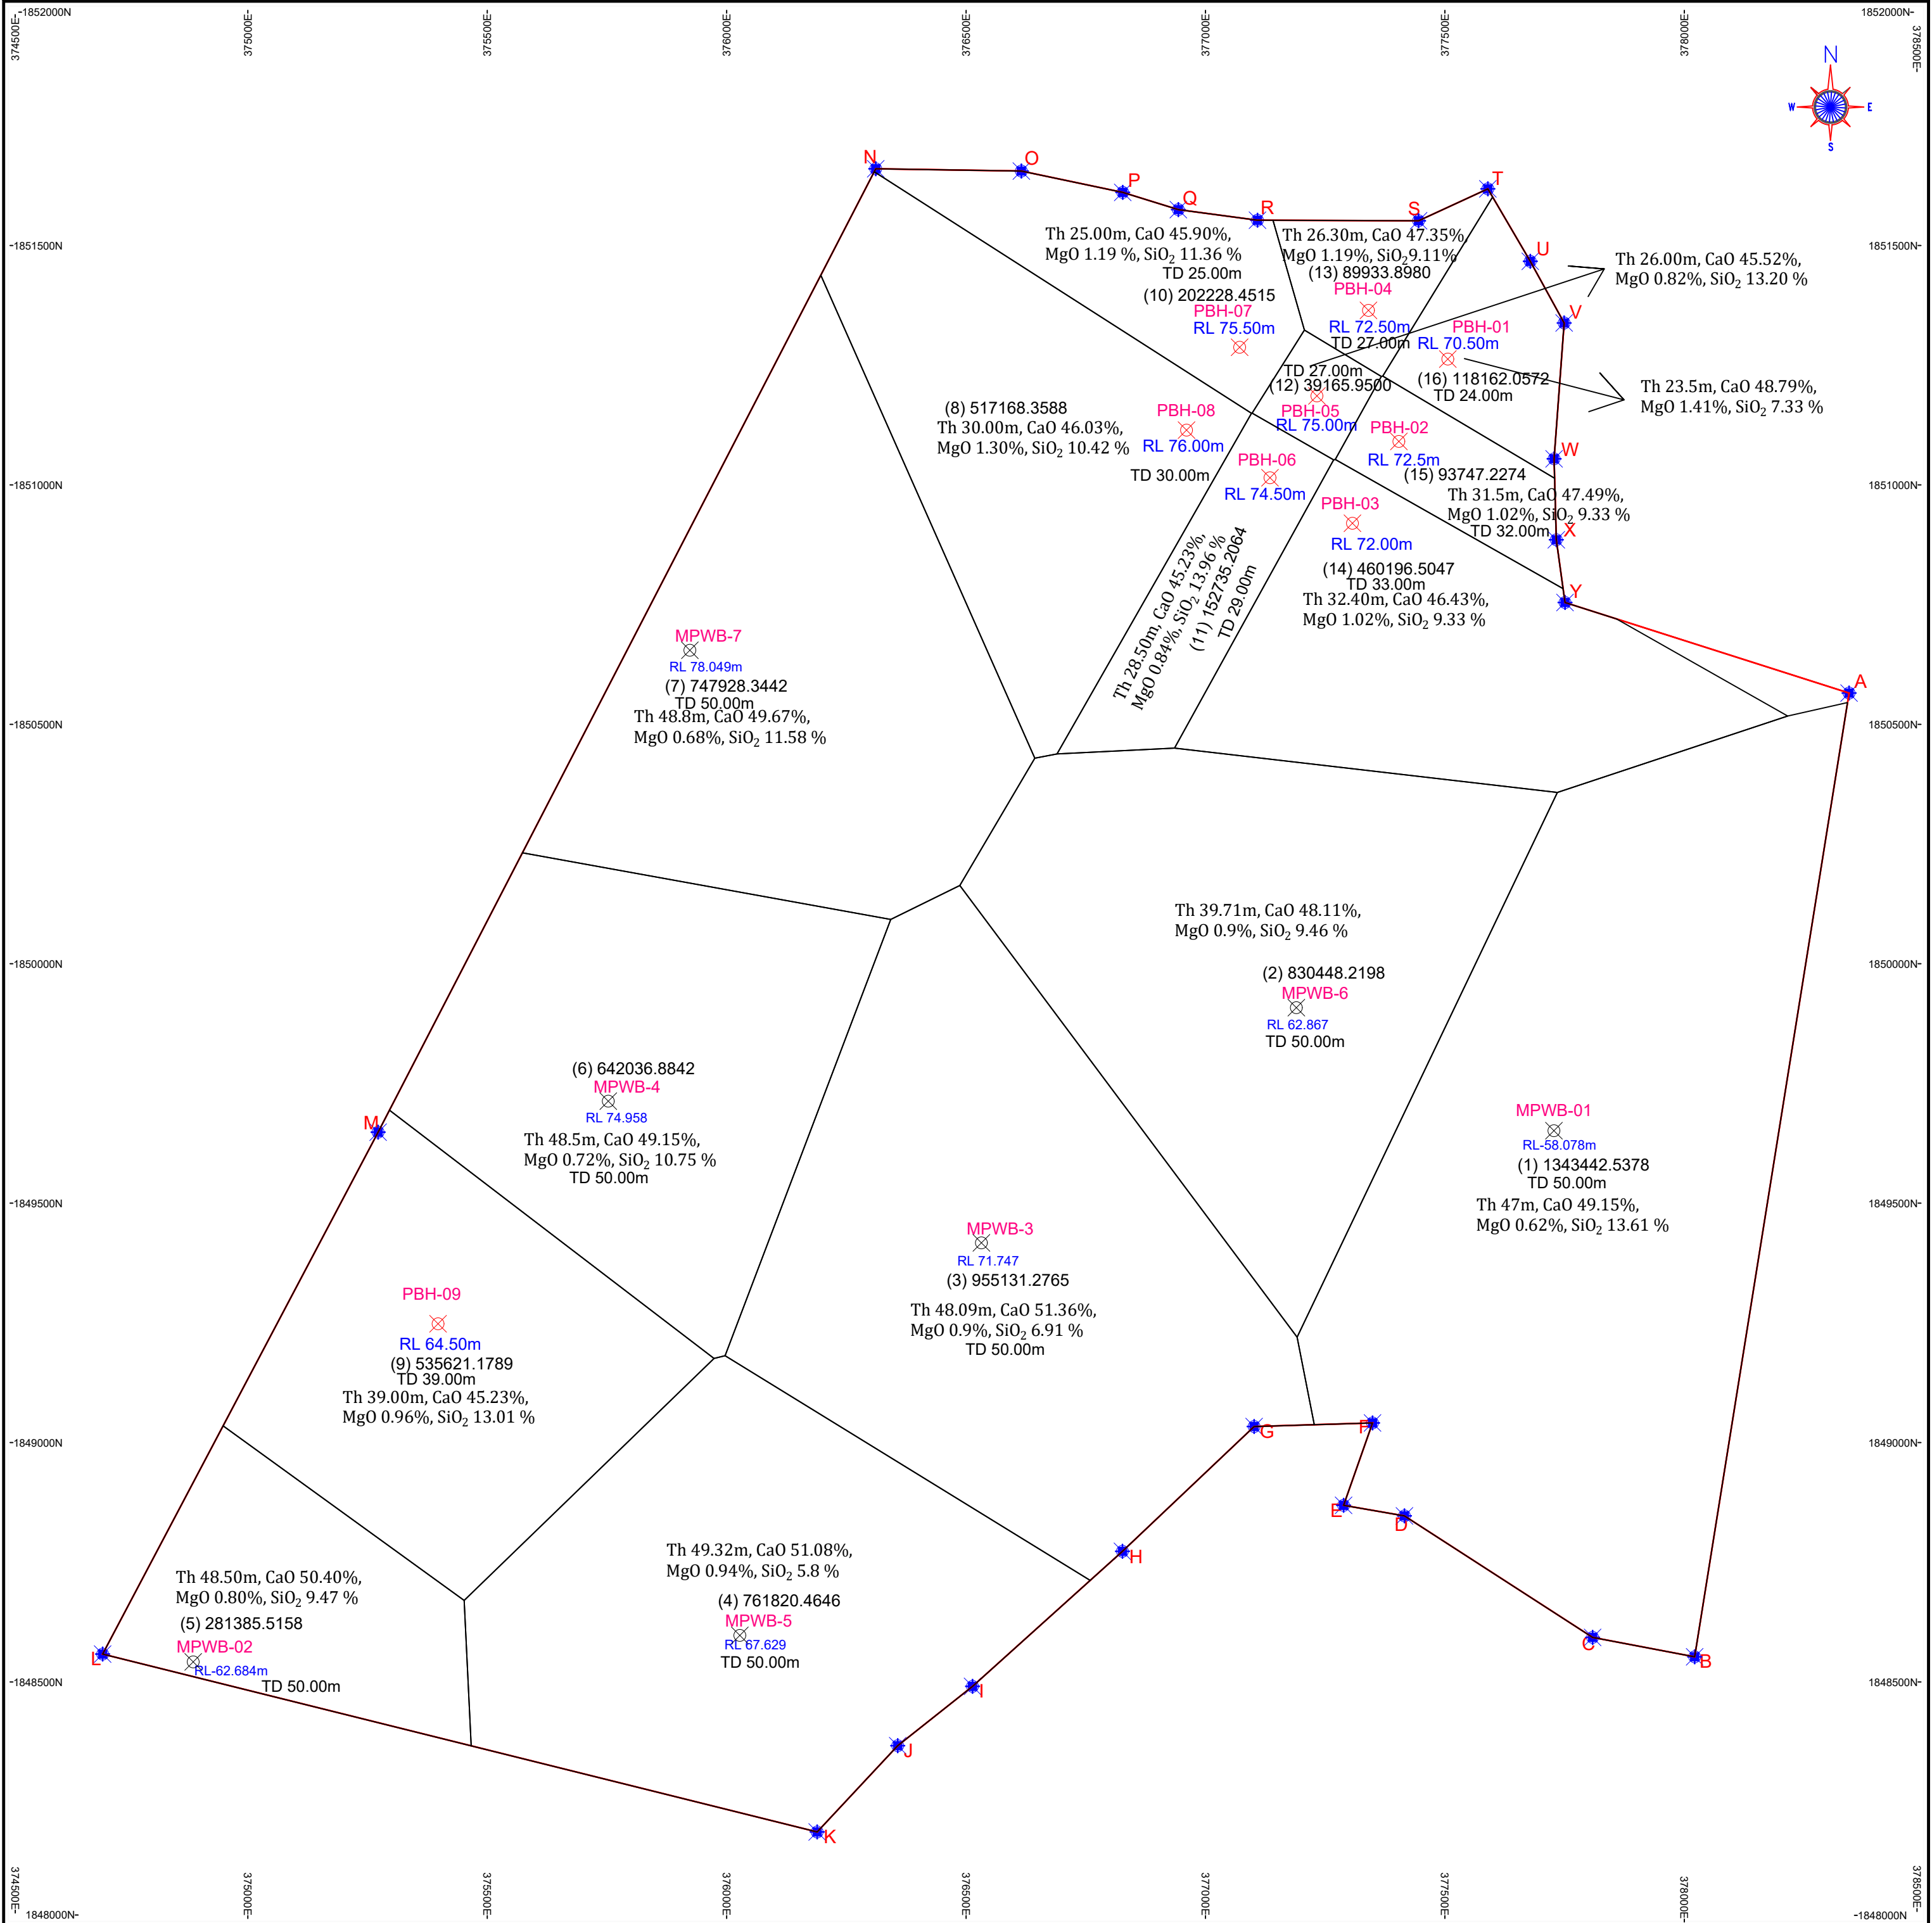 374500E-
-1852000N
375000E-
375500E-
376000E-
376500E-
377000E-
377500E-
378000E-
1852000N-
378500E-
N
W
E
S
N
O
P
Q
R
S
T
U
V
W
X
Y
A
-1851500N
1851500N-
Th 25.00m, CaO 45.90%,
MgO 1.19 %, SiO₂ 11.36 %
TD 25.00m
(10) 202228.4515
PBH-07
RL 75.50m
Th 26.30m, CaO 47.35%,
MgO 1.19%, SiO₂ 9.11%
(13) 89933.8980
PBH-04
RL 72.50m
TD 27.00m
Th 26.00m, CaO 45.52%,
MgO 0.82%, SiO₂ 13.20 %
PBH-01
RL 70.50m
(16) 118162.0572
TD 24.00m
Th 23.5m, CaO 48.79%,
MgO 1.41%, SiO₂ 7.33 %
TD 27.00m
(12) 39165.9500
PBH-05
RL 75.00m
(8) 517168.3588
Th 30.00m, CaO 46.03%,
MgO 1.30%, SiO₂ 10.42 %
PBH-08
RL 76.00m
TD 30.00m
PBH-02
RL 72.5m
(15) 93747.2274
Th 31.5m, CaO 47.49%,
MgO 1.02%, SiO₂ 9.33 %
TD 32.00m
PBH-06
RL 74.50m
-1851000N
1851000N-
PBH-03
RL 72.00m
(14) 460196.5047
TD 33.00m
Th 32.40m, CaO 46.43%,
MgO 1.02%, SiO₂ 9.33 %
Th 28.50m, CaO 45.23%,
MgO 0.84%, SiO₂ 13.96 %
(11) 152735.2064
TD 29.00m
MPWB-7
RL 78.049m
(7) 747928.3442
TD 50.00m
Th 48.8m, CaO 49.67%,
MgO 0.68%, SiO₂ 11.58 %
-1850500N
1850500N-
Th 39.71m, CaO 48.11%,
MgO 0.9%, SiO₂ 9.46 %
(2) 830448.2198
MPWB-6
RL 62.867
TD 50.00m
-1850000N
1850000N-
(6) 642036.8842
MPWB-4
RL 74.958
Th 48.5m, CaO 49.15%,
MgO 0.72%, SiO₂ 10.75 %
TD 50.00m
M
MPWB-01
RL-58.078m
(1) 1343442.5378
TD 50.00m
Th 47m, CaO 49.15%,
MgO 0.62%, SiO₂ 13.61 %
-1849500N
1849500N-
MPWB-3
RL 71.747
(3) 955131.2765
Th 48.09m, CaO 51.36%,
MgO 0.9%, SiO₂ 6.91 %
TD 50.00m
PBH-09
RL 64.50m
(9) 535621.1789
TD 39.00m
Th 39.00m, CaO 45.23%,
MgO 0.96%, SiO₂ 13.01 %
-1849000N
1849000N-
G
F
E
D
H
Th 49.32m, CaO 51.08%,
MgO 0.94%, SiO₂ 5.8 %
(4) 761820.4646
MPWB-5
RL 67.629
TD 50.00m
Th 48.50m, CaO 50.40%,
MgO 0.80%, SiO₂ 9.47 %
(5) 281385.5158
MPWB-02
RL-62.684m
TD 50.00m
L
C
B
-1848500N
1848500N-
I
J
K
374500E-
1848000N-
375000E-
375500E-
376000E-
376500E-
377000E-
377500E-
378000E-
-1848000N
378500E-